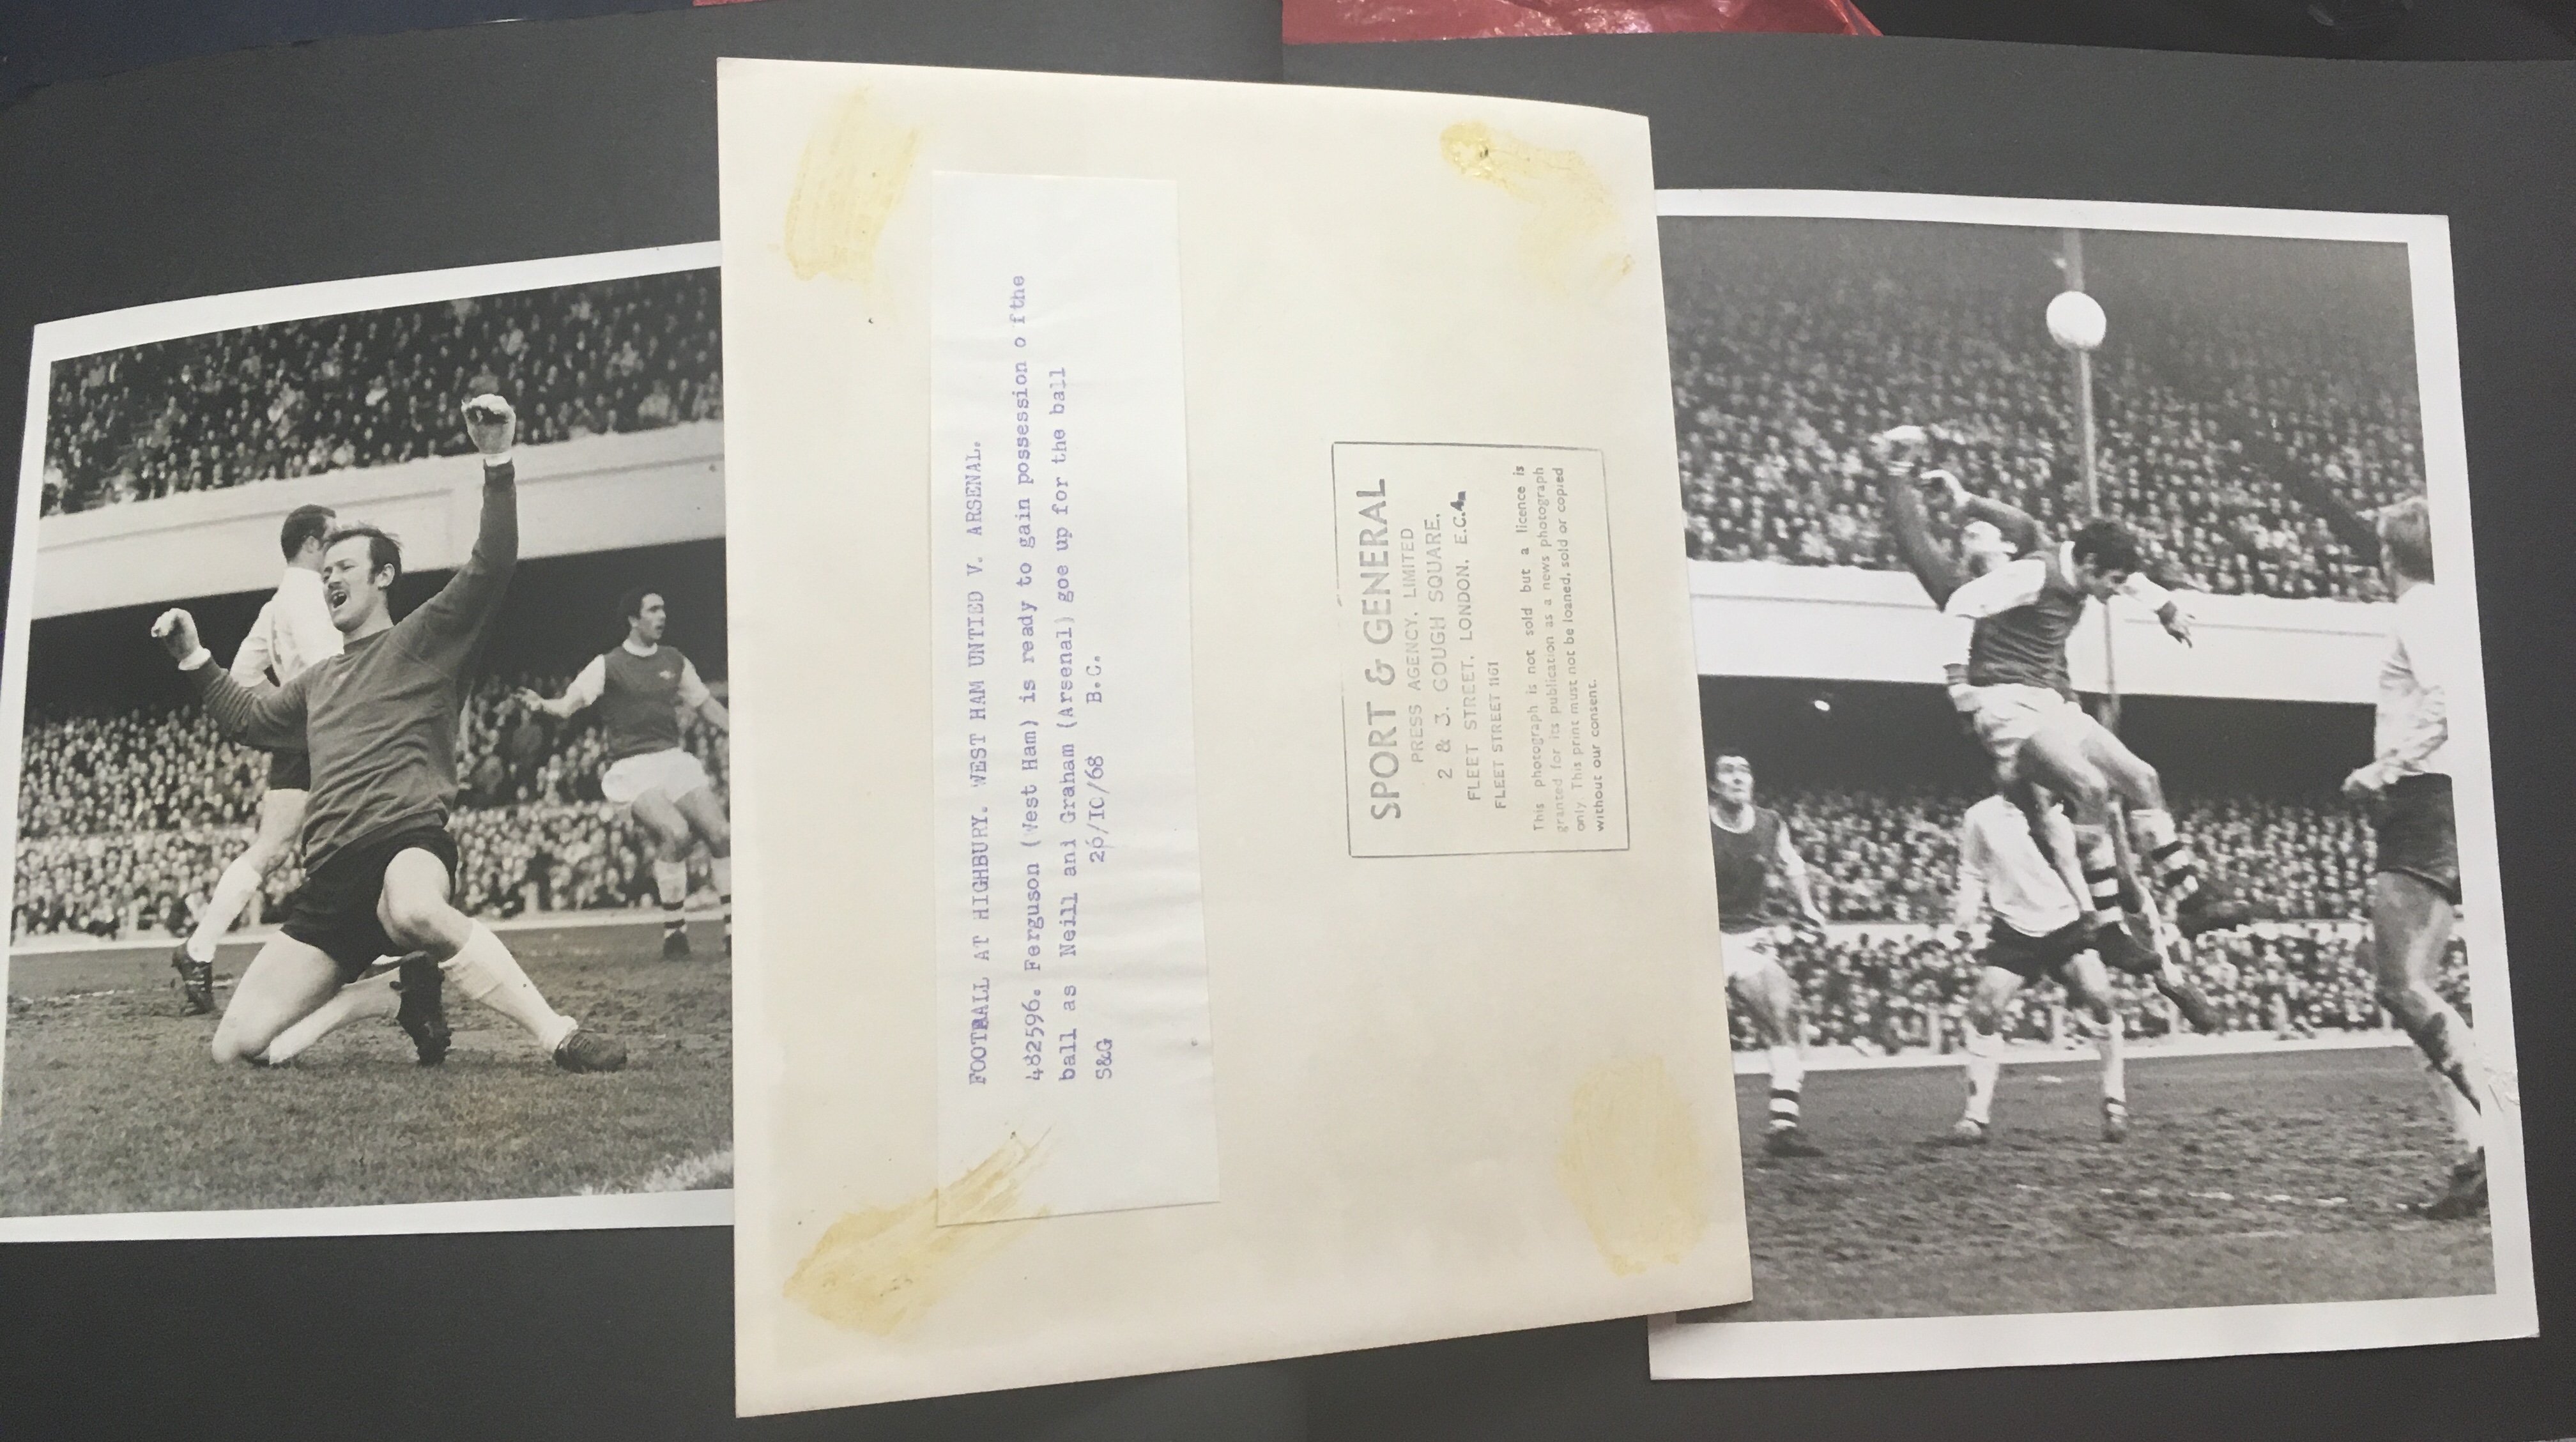 FOOTBALL AT HIGHBURY. WEST HAM UNTIED V. ARSENAL.
482596. Ferguson (West Ham) is ready to gain possession o fthe
ball as Neill and Graham (Arsenal) goe up for the ball
S&G 26/IO/68 B.C.
SPORT & GENERAL
PRESS AGENCY, LIMITED
2 & 3, GOUGH SQUARE,
FLEET STREET, LONDON, E.C.4.
FLEET STREET 1161
This photograph is not sold but a licence is
granted for its publication as a news photograph
only. This print must not be loaned, sold or copied
without our consent.